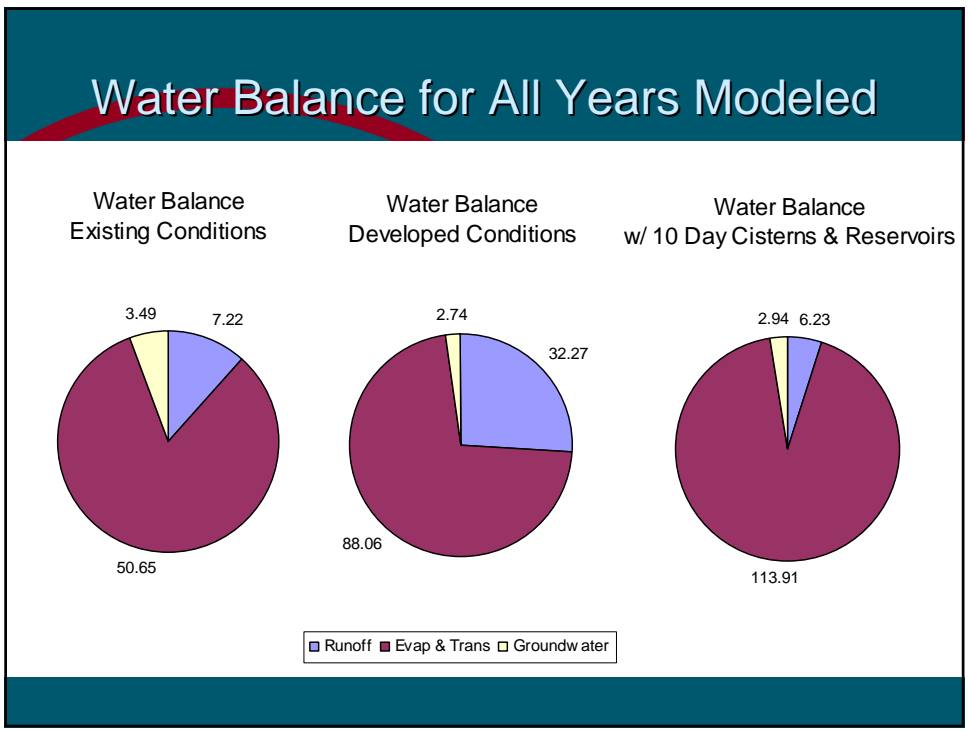 Water Balance for All Years Modeled
Water Balance
Existing Conditions
3.49
7.22
50.65
Water Balance
Developed Conditions
2.74
32.27
88.06
Water Balance
w/ 10 Day Cisterns & Reservoirs
2.94
6.23
113.91
Runoff Evap & Trans Groundwater